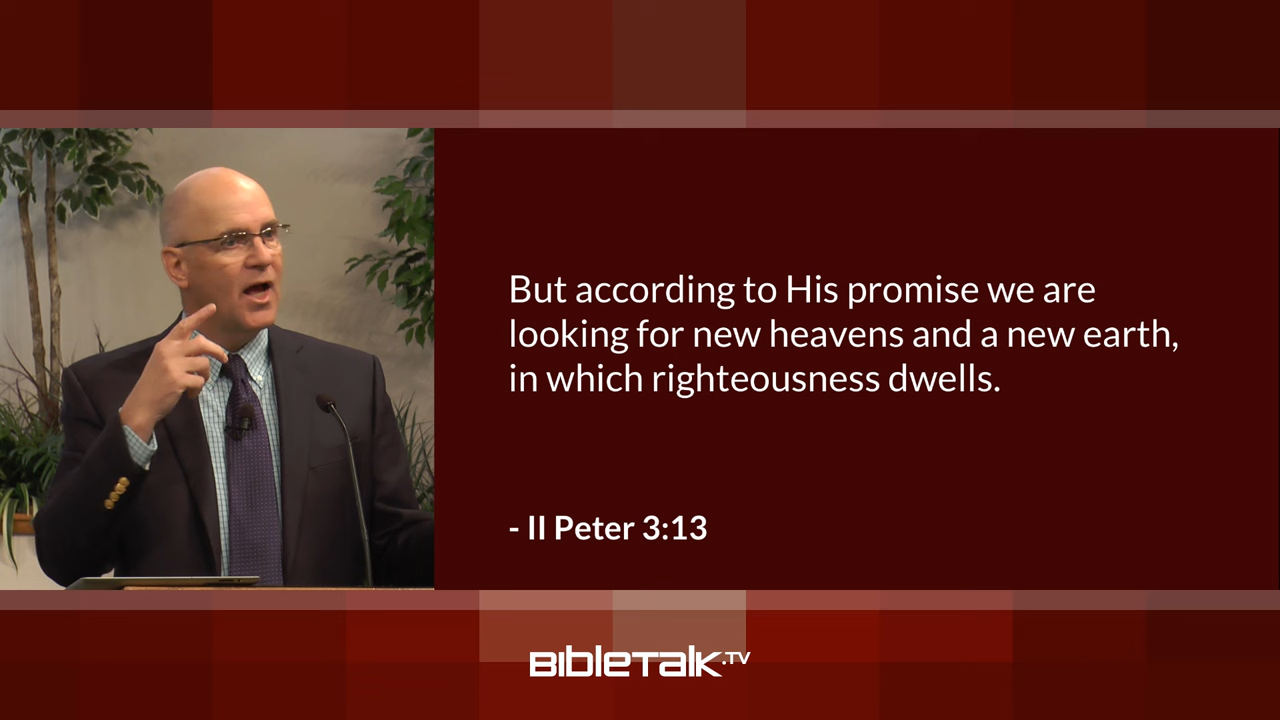 But according to His promise we are
looking for new heavens and a new earth,
in which righteousness dwells.
- II Peter 3:13
BIBLETALK.TV